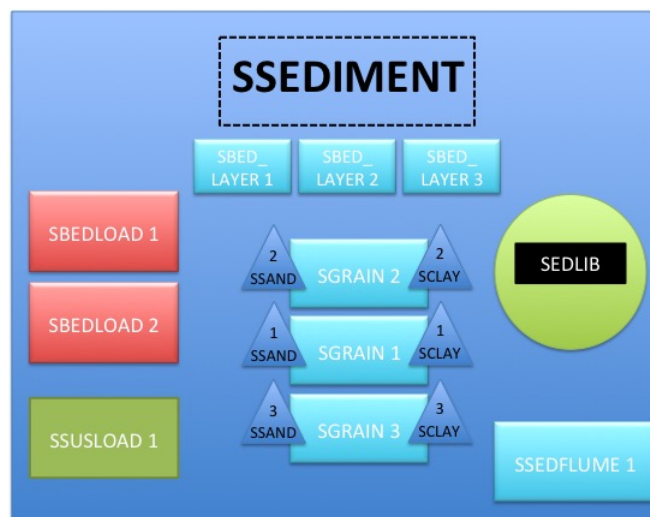 SSEDIMENT
SBED_
LAYER 1
SBED_
LAYER 2
SBED_
LAYER 3
SBEDLOAD 1
SBEDLOAD 2
SSUSLOAD 1
2
SSAND
SGRAIN 2
2
SCLAY
1
SSAND
SGRAIN 1
1
SCLAY
3
SSAND
SGRAIN 3
3
SCLAY
SEDLIB
SSEDFLUME 1